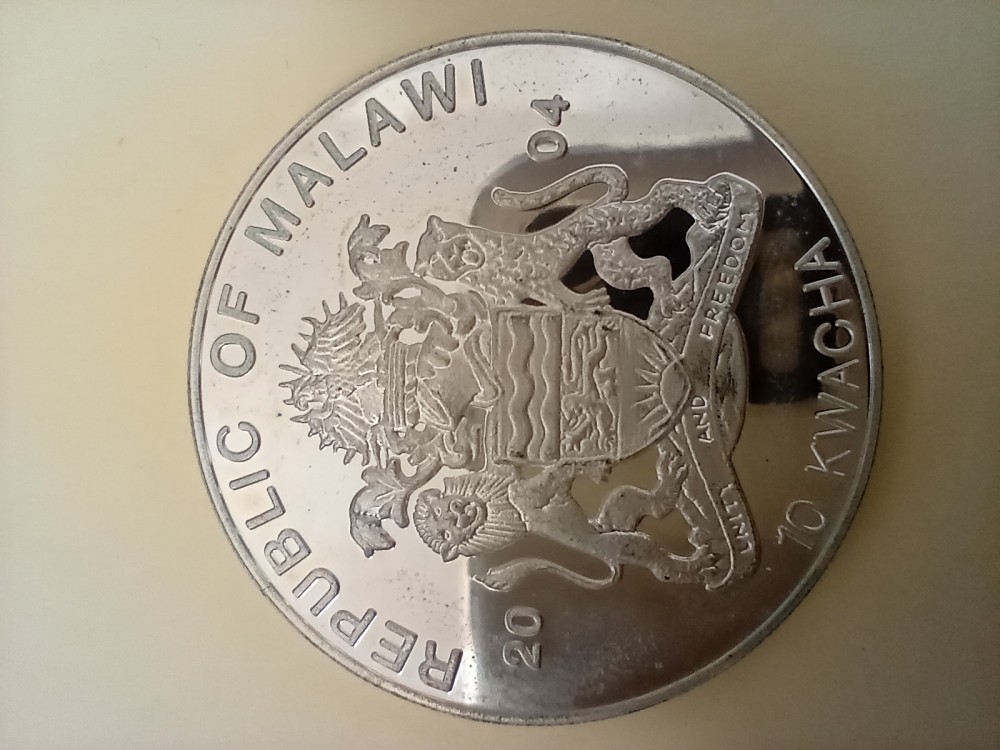 REPUBLIC OF MALAWI
20 04
UNITY AND FREEDOM
10 KWACHA